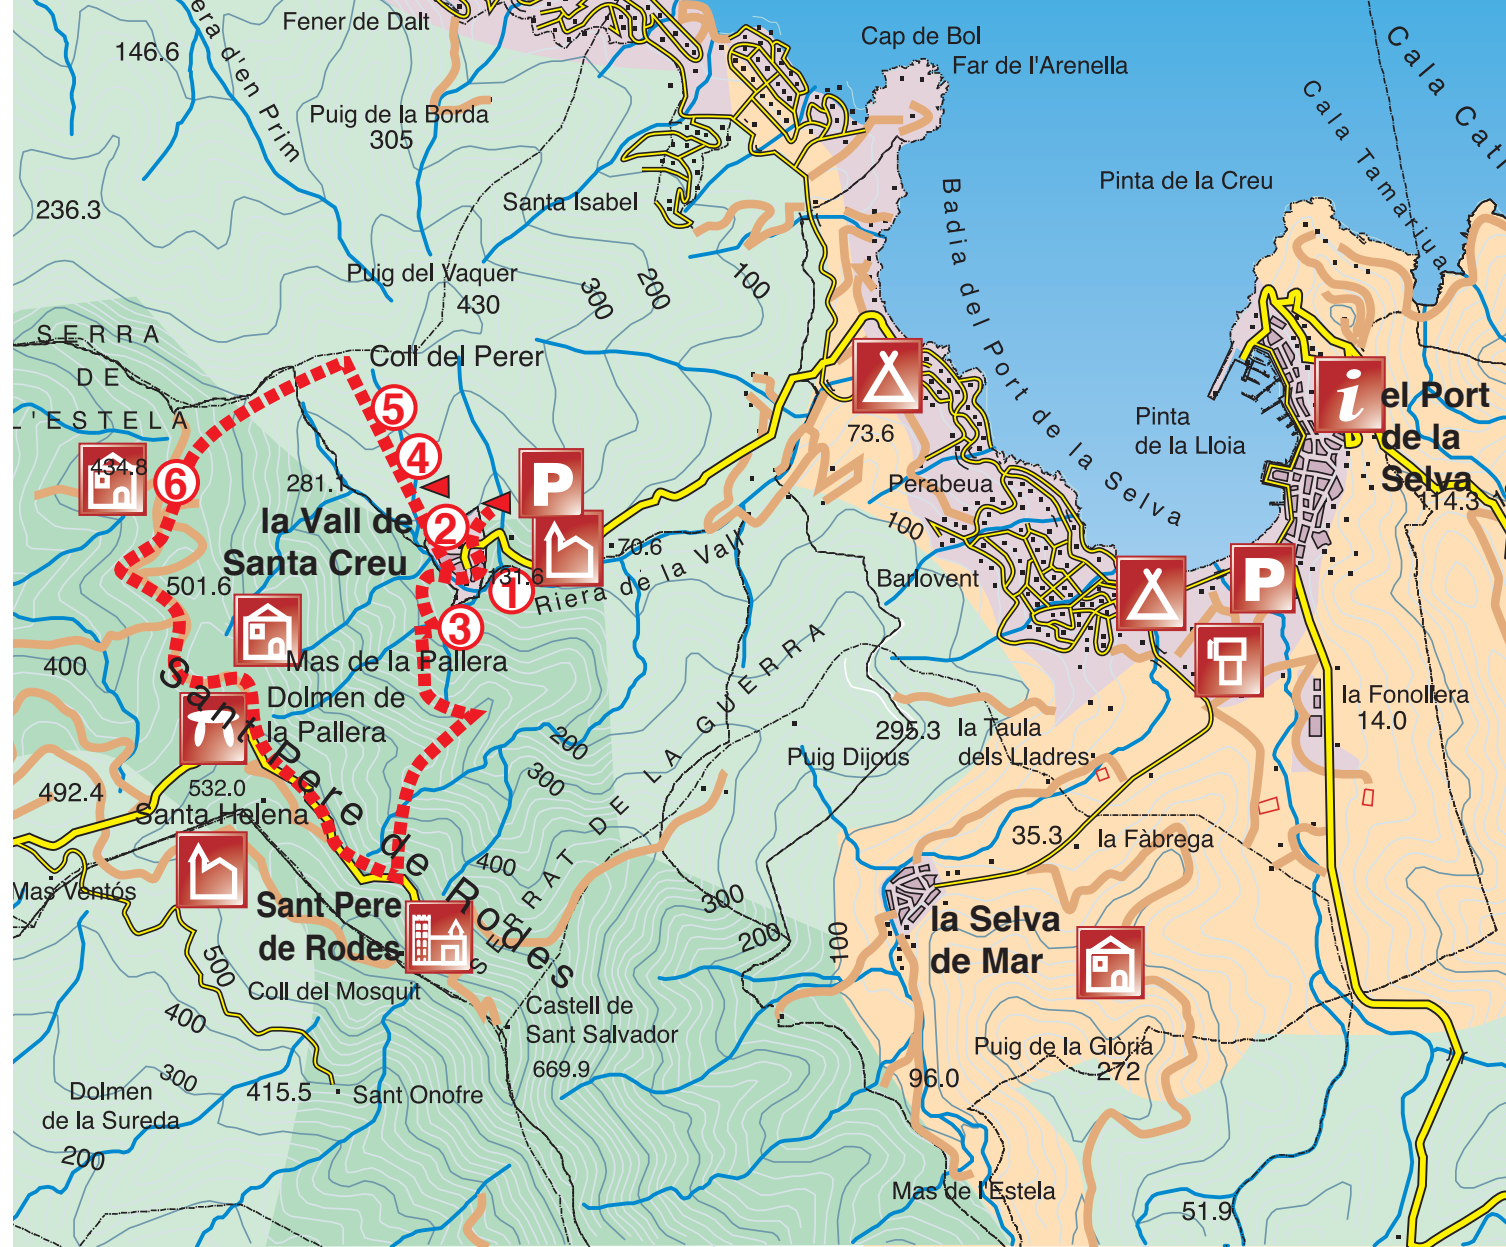 Fener de Dalt
146.6
era d'en Prim
Puig de la Borda
305
236.3
Santa Isabel
Cap de Bol
Far de l'Arenella
Cala Tamariua
Pinta de la Creu
Badia del Port de la Selva
Puig del Vaquer
430
300
200
100
SERRA
DE
L'ESTELA
Coll del Perer
5
4
434.8
6
281.1
P
la Vall de
Santa Creu
2
131.6
1
3
70.6
Riera de la Vall
73.6
Perabeua
100
Barlovent
Pinta
de la Lloia
i
el Port
de la
Selva
114.3
P
501.6
400
Mas de la Pallera
Dolmen de
la Pallera
Sant Pere de Rodes
492.4
532.0
Santa Helena
Mas Ventós
200
300
400
SERRAT DE LA GUERRA
295.3
Puig Dijous
la Taula
dels Lladres
la Fonollera
14.0
35.3
la Fàbrega
Sant Pere
de Rodes
500
Coll del Mosquit
400
300
200
100
la Selva
de Mar
Castell de
Sant Salvador
669.9
Puig de la Glòria
272
96.0
300
415.5
Sant Onofre
Dolmen
de la Sureda
200
Mas de l'Estela
51.9